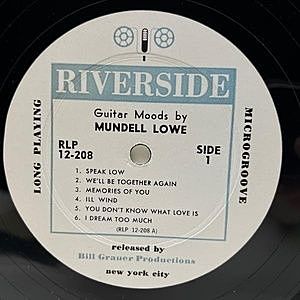 RIVERSIDE
LONG PLAYING
MICROGROOVE
Guitar Moods by
MUNDELL LOWE
RLP
12-208
SIDE
1
1. SPEAK LOW
2. WE'LL BE TOGETHER AGAIN
3. MEMORIES OF YOU
4. ILL WIND
5. YOU DON'T KNOW WHAT LOVE IS
6. I DREAM TOO MUCH
(RLP 12-208 A)
released by
Bill Grauer Productions
new york city